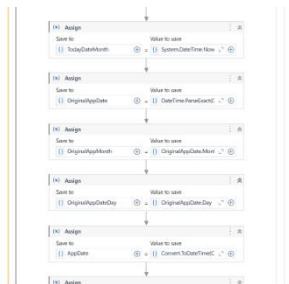 (x) Assign
Save to Value to save
TodayDateMonth = System.DateTime.Now
(x) Assign
Save to Value to save
OriginalAppDate = DateTime.ParseExact(
(x) Assign
Save to Value to save
OriginalAppMonth = OriginalAppDate.Mont
(x) Assign
Save to Value to save
OriginalAppDateDay = OriginalAppDate.Day
(x) Assign
Save to Value to save
AppDate = Convert.ToDateTime(
(x) Assign